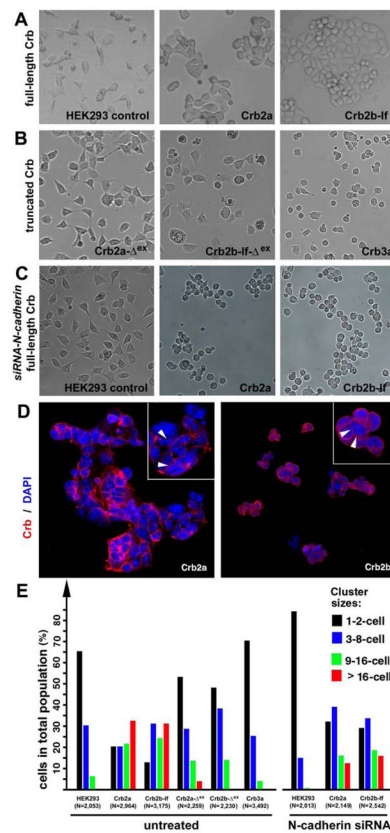 A
full-length Crb
HEK293 control
Crb2a
Crb2b-lf
B
truncated Crb
Crb2a-Δex
Crb2b-lf-Δex
Crb3a
C
siRNA-N-cadherin
full-length Crb
HEK293 control
Crb2a
Crb2b-lf
D
Crb / DAPI
Crb2a
Crb2b
E
cells in total population (%)
80
70
60
50
40
30
20
10
Cluster
sizes:
1-2-cell
3-8-cell
9-16-cell
> 16-cell
HEK293 Crb2a Crb2b-lf Crb2a-Δex Crb2b-Δex Crb3a HEK293 Crb2a Crb2b-lf
(N=2,053) (N=2,964) (N=3,175) (N=2,259) (N=2,230) (N=3,492) (N=2,013) (N=2,149) (N=2,542)
untreated N-cadherin siRNA